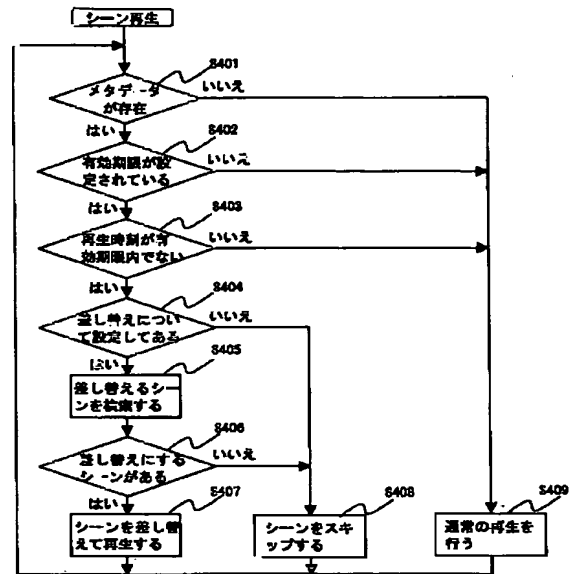 シーン再生
S401
メタデータ
が存在
いいえ
はい
S402
有効期限が設
定されている
いいえ
はい
S403
再生時刻が有
効期限内でない
いいえ
はい
S404
差し替えについ
て設定してある
いいえ
はい
S405
差し替えるシー
ンを検索する
S406
差し替えにする
シーンがある
いいえ
はい
S407
シーンを差し替
えて再生する
S408
シーンをスキ
ップする
S409
通常の再生を
行う